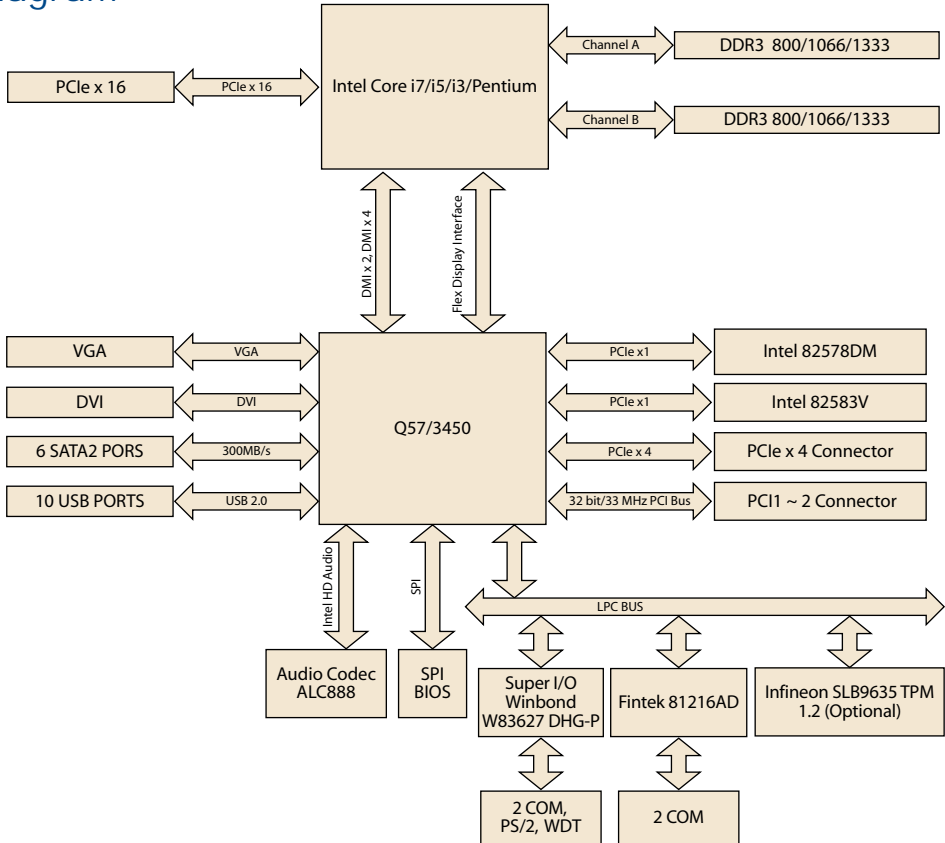 PCIe x 16
PCIe x 16
Intel Core i7/i5/i3/Pentium
Channel A
DDR3 800/1066/1333
Channel B
DDR3 800/1066/1333
DMI x 2, DMI x 4
Flex Display Interface
VGA
VGA
DVI
DVI
6 SATA2 PORS
300MB/s
10 USB PORTS
USB 2.0
Q57/3450
PCIe x1
Intel 82578DM
PCIe x1
Intel 82583V
PCIe x 4
PCIe x 4 Connector
32 bit/33 MHz PCI Bus
PCI1 ~ 2 Connector
Intel HD Audio
SPI
LPC BUS
Audio Codec
ALC888
SPI
BIOS
Super I/O
Winbond
W83627 DHG-P
Fintek 81216AD
Infineon SLB9635 TPM
1.2 (Optional)
2 COM,
PS/2, WDT
2 COM